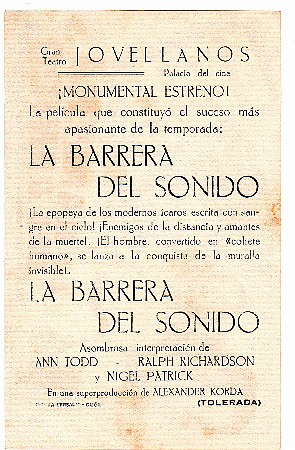 Gran
Teatro
JOVELLANOS
Palacio del cine
¡MONUMENTAL ESTRENO!
La película que constituyó el suceso más
apasionante de la temporada:
LA BARRERA
DEL SONIDO
¡La epopeya de los modernos ícaros escrita con san-
gre en el cielo! ¡Enemigos de la distancia y amantes
de la muerte!. ¡El hombre, convertido en «cohete
humano», se lanza a la conquista de la muralla
invisible!.
LA BARRERA
DEL SONIDO
Asombrosa interpretación de
ANN TODD - RALPH RICHARDSON
y NIGEL PATRICK
En una superproducción de ALEXANDER KORDA
(TOLERADA)